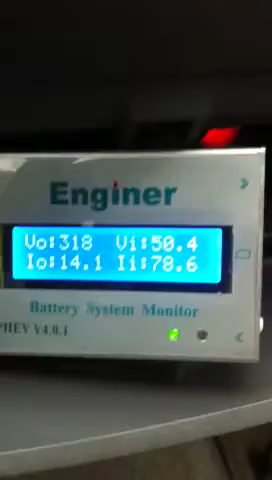 Enginer
Vo:318 Vi:50.4
Io:14.1 Ii:78.6
Battery System Monitor
PHEV V4.0.1